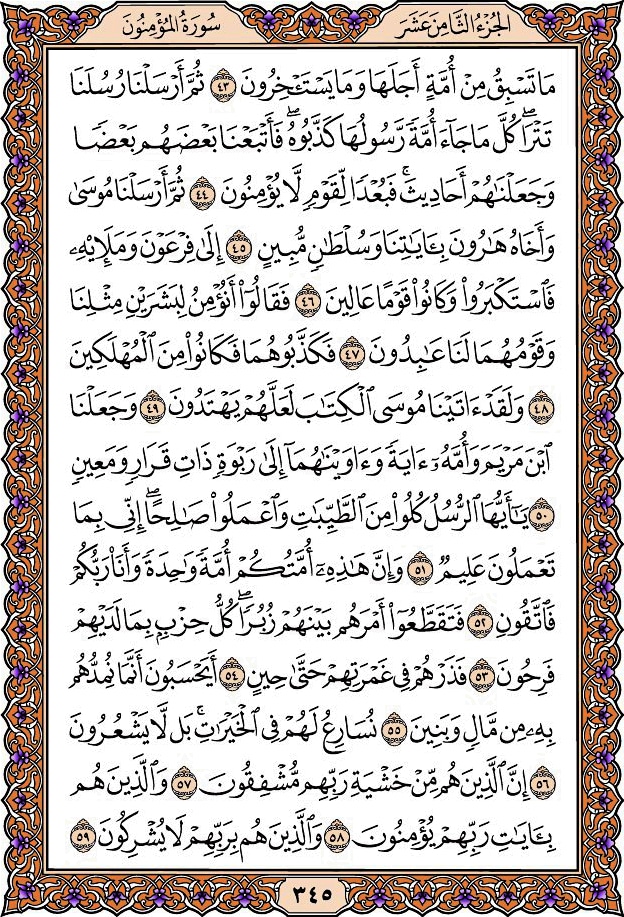 الجزء الثامن عشر
سورة المؤمنون
مَا تَسْبِقُ مِنْ أُمَّةٍ أَجَلَهَا وَمَا يَسْتَـْٔخِرُونَ ٤٣ ثُمَّ أَرْسَلْنَا رُسُلَنَا
تَتْرَا ۖ كُلَّ مَا جَآءَ أُمَّةً رَّسُولُهَا كَذَّبُوهُ ۖ فَأَتْبَعْنَا بَعْضَهُم بَعْضًا
وَجَعَلْنَٰهُمْ أَحَادِيثَ ۚ فَبُعْدًا لِّقَوْمٍ لَّا يُؤْمِنُونَ ٤٤ ثُمَّ أَرْسَلْنَا مُوسَىٰ
وَأَخَاهُ هَٰرُونَ بِـَٔايَٰتِنَا وَسُلْطَٰنٍ مُّبِينٍ ٤٥ إِلَىٰ فِرْعَوْنَ وَمَلَإِي۟هِۦ
فَٱسْتَكْبَرُوا۟ وَكَانُوا۟ قَوْمًا عَالِينَ ٤٦ فَقَالُوٓا۟ أَنُؤْمِنُ لِبَشَرَيْنِ مِثْلِنَا
وَقَوْمُهُمَا لَنَا عَٰبِدُونَ ٤٧ فَكَذَّبُوهُمَا فَكَانُوا۟ مِنَ ٱلْمُهْلَكِينَ
٤٨ وَلَقَدْ ءَاتَيْنَا مُوسَى ٱلْكِتَٰبَ لَعَلَّهُمْ يَهْتَدُونَ ٤٩ وَجَعَلْنَا
ٱبْنَ مَرْيَمَ وَأُمَّهُۥٓ ءَايَةً وَءَاوَيْنَٰهُمَآ إِلَىٰ رَبْوَةٍ ذَاتِ قَرَارٍ وَمَعِينٍ
٥٠ يَٰٓأَيُّهَا ٱلرُّسُلُ كُلُوا۟ مِنَ ٱلطَّيِّبَٰتِ وَٱعْمَلُوا۟ صَٰلِحًا ۖ إِنِّى بِمَا
تَعْمَلُونَ عَلِيمٌ ٥١ وَإِنَّ هَٰذِهِۦٓ أُمَّتُكُمْ أُمَّةً وَٰحِدَةً وَأَنَا۠ رَبُّكُمْ
فَٱتَّقُونِ ٥٢ فَتَقَطَّعُوٓا۟ أَمْرَهُم بَيْنَهُمْ زُبُرًا ۖ كُلُّ حِزْبٍۭ بِمَا لَدَيْهِمْ
فَرِحُونَ ٥٣ فَذَرْهُمْ فِى غَمْرَتِهِمْ حَتَّىٰ حِينٍ ٥٤ أَيَحْسَبُونَ أَنَّمَا نُمِدُّهُم
بِهِۦ مِن مَّالٍ وَبَنِينَ ٥٥ نُسَارِعُ لَهُمْ فِى ٱلْخَيْرَٰتِ ۚ بَل لَّا يَشْعُرُونَ
٥٦ إِنَّ ٱلَّذِينَ هُم مِّنْ خَشْيَةِ رَبِّهِم مُّشْفِقُونَ ٥٧ وَٱلَّذِينَ هُم
بِـَٔايَٰتِ رَبِّهِمْ يُؤْمِنُونَ ٥٨ وَٱلَّذِينَ هُم بِرَبِّهِمْ لَا يُشْرِكُونَ ٥٩
٣٤٥